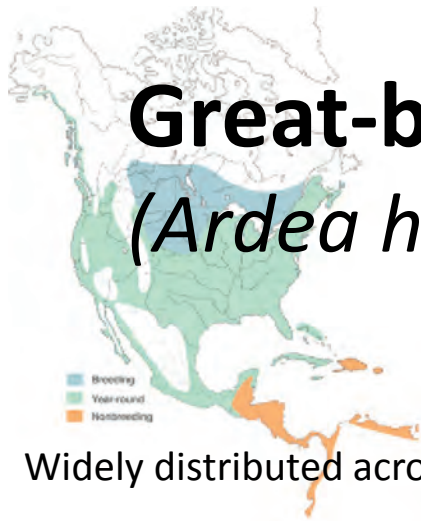 Great-b
(Ardea h
Breeding
Year-round
Nonbreeding
Widely distributed acro